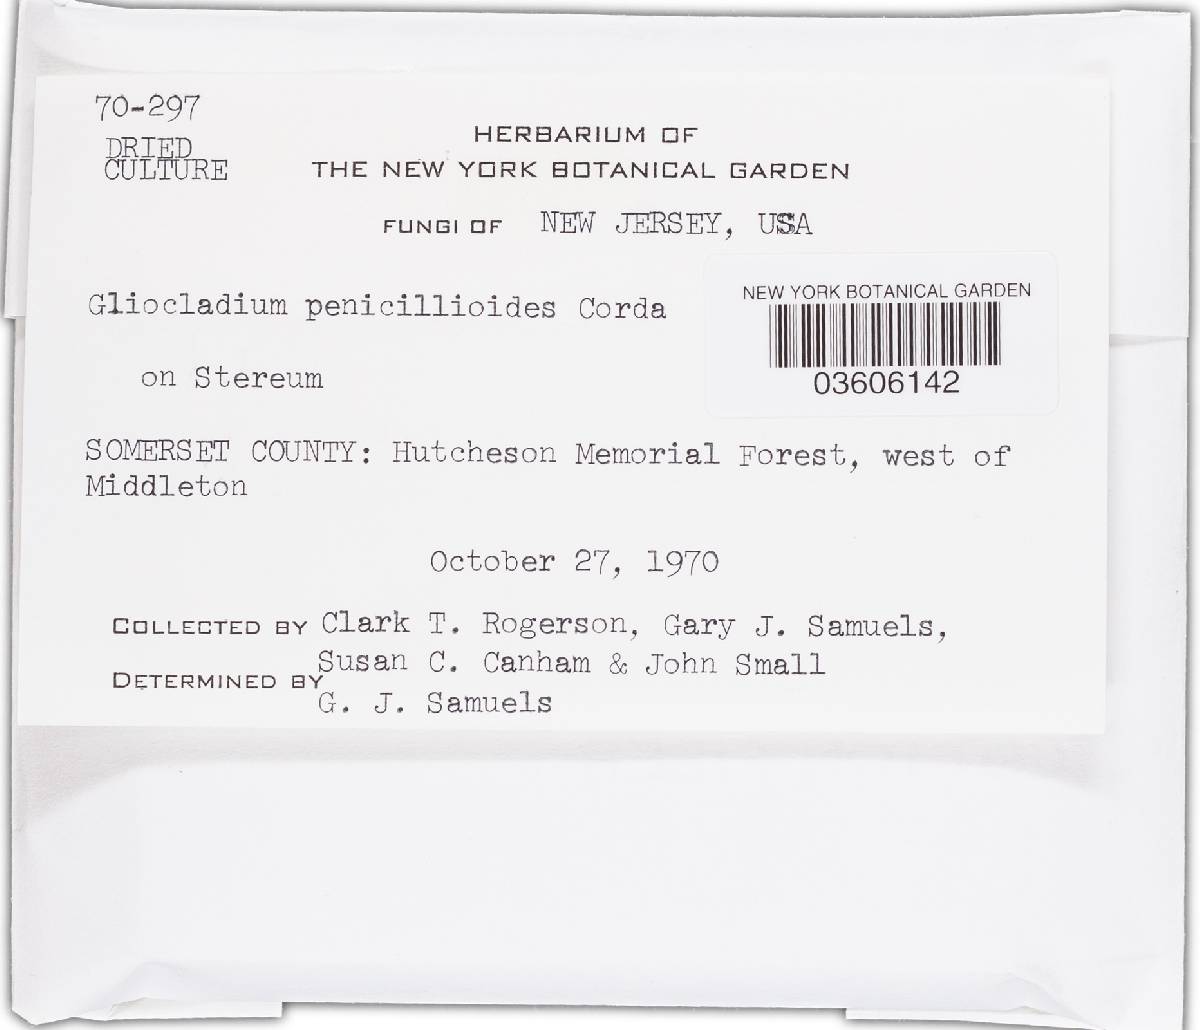 70-297
DRIED
CULTURE
HERBARIUM OF
THE NEW YORK BOTANICAL GARDEN
FUNGI OF NEW JERSEY, USA
Gliocladium penicillioides Corda
NEW YORK BOTANICAL GARDEN
03606142
on Stereum
SOMERSET COUNTY: Hutcheson Memorial Forest, west of
Middleton
October 27, 1970
COLLECTED BY Clark T. Rogerson, Gary J. Samuels,
Susan C. Canham & John Small
DETERMINED BY
G. J. Samuels